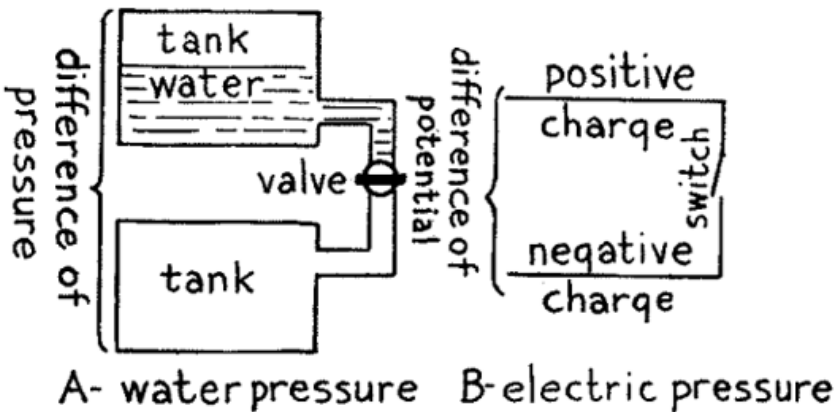 difference of
pressure
tank
water
valve
tank
A- water pressure
difference of
potential
positive
charge
switch
negative
charge
B-electric pressure